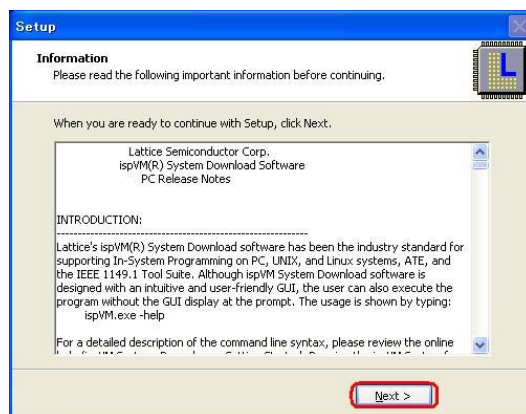 Setup
Information
Please read the following important information before continuing.
L
When you are ready to continue with Setup, click Next.
Lattice Semiconductor Corp.
ispVM(R) System Download Software
PC Release Notes
INTRODUCTION:
------------------------------------------------------------
Lattice's ispVM(R) System Download software has been the industry standard for
supporting In-System Programming on PC, UNIX, and Linux systems, ATE, and
the IEEE 1149.1 Tool Suite. Although ispVM System Download software is
designed with an intuitive and user-friendly GUI, the user can also execute the
program without the GUI display at the prompt. The usage is shown by typing:
ispVM.exe -help
For a detailed description of the command line syntax, please review the online
Next >